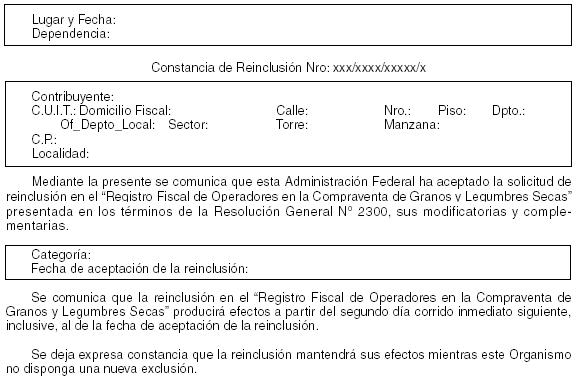 Lugar y Fecha:
Dependencia:
Constancia de Reinclusión Nro: xxx/xxxx/xxxxx/x
Contribuyente:
C.U.I.T.: Domicilio Fiscal: Calle: Nro.: Piso: Dpto.:
Of_Depto_Local: Sector: Torre: Manzana:
C.P.:
Localidad:
Mediante la presente se comunica que esta Administración Federal ha aceptado la solicitud de
reinclusión en el “Registro Fiscal de Operadores en la Compraventa de Granos y Legumbres Secas”
presentada en los términos de la Resolución General Nº 2300, sus modificatorias y comple-
mentarias.
Categoría:
Fecha de aceptación de la reinclusión:
Se comunica que la reinclusión en el “Registro Fiscal de Operadores en la Compraventa de
Granos y Legumbres Secas” producirá efectos a partir del segundo día corrido inmediato siguiente,
inclusive, al de la fecha de aceptación de la reinclusión.
Se deja expresa constancia que la reinclusión mantendrá sus efectos mientras este Organismo
no disponga una nueva exclusión.